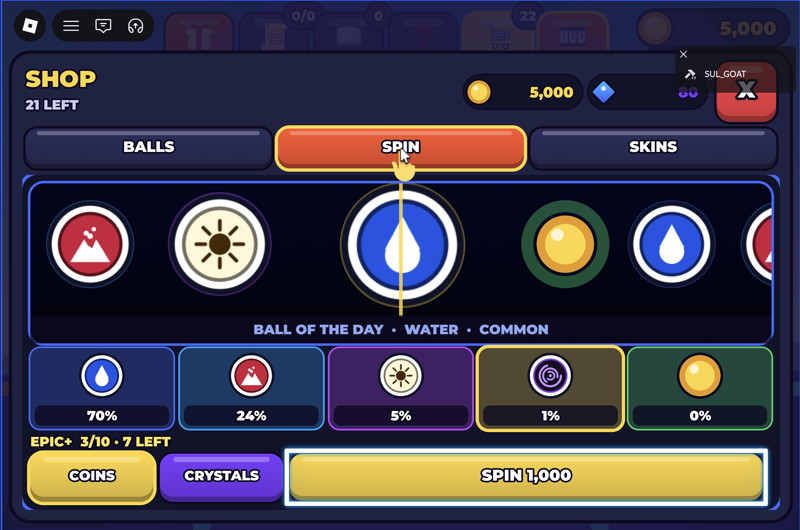 0/0
0
22
5,000
SUL_GOAT
SHOP
21 LEFT
5,000
80
X
BALLS
SPIN
SKINS
BALL OF THE DAY · WATER · COMMON
70%
24%
5%
1%
0%
EPIC+ 3/10 · 7 LEFT
COINS
CRYSTALS
SPIN 1,000